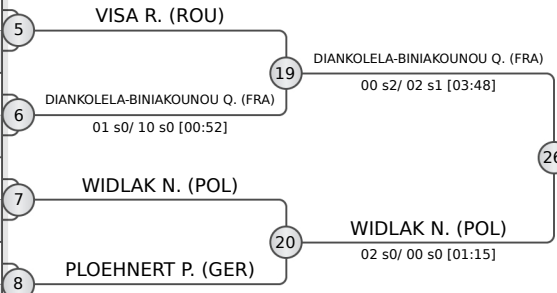 VISA R. (ROU)
5
DIANKOLELA-BINIAKOUNOU Q. (FRA)
19
00 s2/ 02 s1 [03:48]
DIANKOLELA-BINIAKOUNOU Q. (FRA)
6
01 s0/ 10 s0 [00:52]
26
WIDLAK N. (POL)
7
WIDLAK N. (POL)
20
02 s0/ 00 s0 [01:15]
PLOEHNERT P. (GER)
8